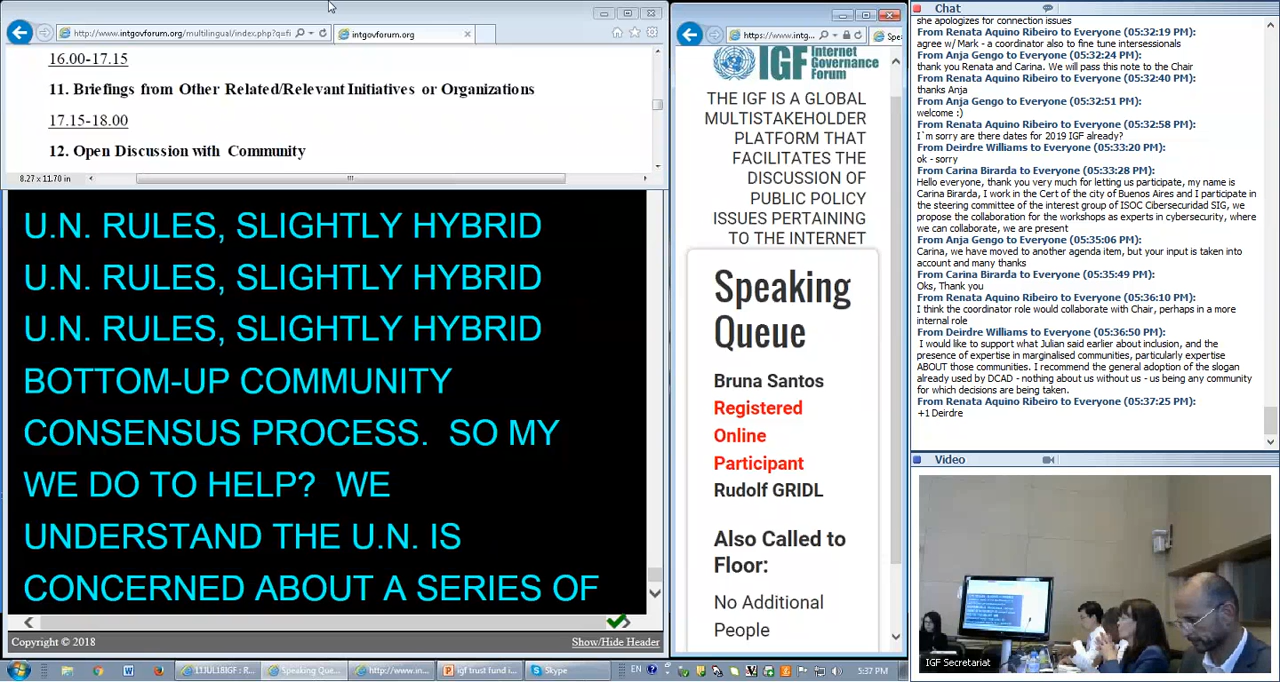 http://www.intgovforum.org/multilingual/index.php?q=fi
intgovforum.org
16.00-17.15
11. Briefings from Other Related/Relevant Initiatives or Organizations
17.15-18.00
12. Open Discussion with Community
8.27 x 11.70 in
U.N. RULES, SLIGHTLY HYBRID
U.N. RULES, SLIGHTLY HYBRID
U.N. RULES, SLIGHTLY HYBRID
BOTTOM-UP COMMUNITY
CONSENSUS PROCESS.  SO MY
WE DO TO HELP?  WE
UNDERSTAND THE U.N. IS
CONCERNED ABOUT A SERIES OF
Copyright © 2018
Show/Hide Header
https://www.intg...
Spe
IGF Internet
Governance
Forum
THE IGF IS A GLOBAL
MULTISTAKEHOLDER
PLATFORM THAT
FACILITATES THE
DISCUSSION OF
PUBLIC POLICY
ISSUES PERTAINING
TO THE INTERNET
Speaking
Queue
Bruna Santos
Registered
Online
Participant
Rudolf GRIDL
Also Called to
Floor:
No Additional
People
Chat
she apologizes for connection issues
From Renata Aquino Ribeiro to Everyone (05:32:19 PM):
agree w/ Mark - a coordinator also to fine tune intersessionals
From Anja Gengo to Everyone (05:32:24 PM):
thank you Renata and Carina. We will pass this note to the Chair
From Renata Aquino Ribeiro to Everyone (05:32:40 PM):
thanks Anja
From Anja Gengo to Everyone (05:32:51 PM):
welcome :)
From Renata Aquino Ribeiro to Everyone (05:32:58 PM):
I`m sorry are there dates for 2019 IGF already?
From Deirdre Williams to Everyone (05:33:20 PM):
ok - sorry
From Carina Birarda to Everyone (05:33:28 PM):
Hello everyone, thank you very much for letting us participate, my name is
Carina Birarda, I work in the Cert of the city of Buenos Aires and I participate in
the steering committee of the interest group of ISOC Cibersecuridad SIG, we
propose the collaboration for the workshops as experts in cybersecurity, where
we can collaborate, we are present
From Anja Gengo to Everyone (05:35:06 PM):
Carina, we have moved to another agenda item, but your input is taken into
account and many thanks
From Carina Birarda to Everyone (05:35:49 PM):
Oks, Thank you
From Renata Aquino Ribeiro to Everyone (05:36:10 PM):
I think the coordinator role would collaborate with Chair, perhaps in a more
internal role
From Deirdre Williams to Everyone (05:36:50 PM):
I would like to support what Julian said earlier about inclusion, and the
presence of expertise in marginalised communities, particularly expertise
ABOUT those communities. I recommend the general adoption of the slogan
already used by DCAD - nothing about us without us - us being any community
for which decisions are being taken.
From Renata Aquino Ribeiro to Everyone (05:37:25 PM):
+1 Deirdre
Video
IGF Secretariat
11JUL18IGF : R...
Speaking Que...
http://www.in...
igf trust fund i...
Skype
EN
5:37 PM